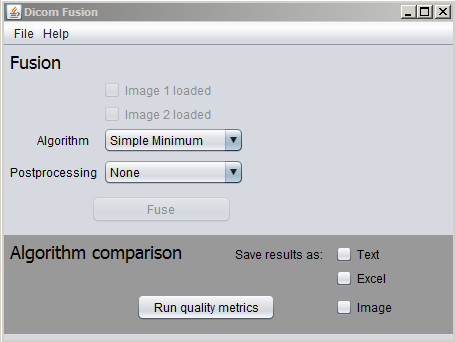 Dicom Fusion
File Help
Fusion
Image 1 loaded
Image 2 loaded
Algorithm Simple Minimum
Postprocessing None
Fuse
Algorithm comparison Save results as: Text
Excel
Run quality metrics Image